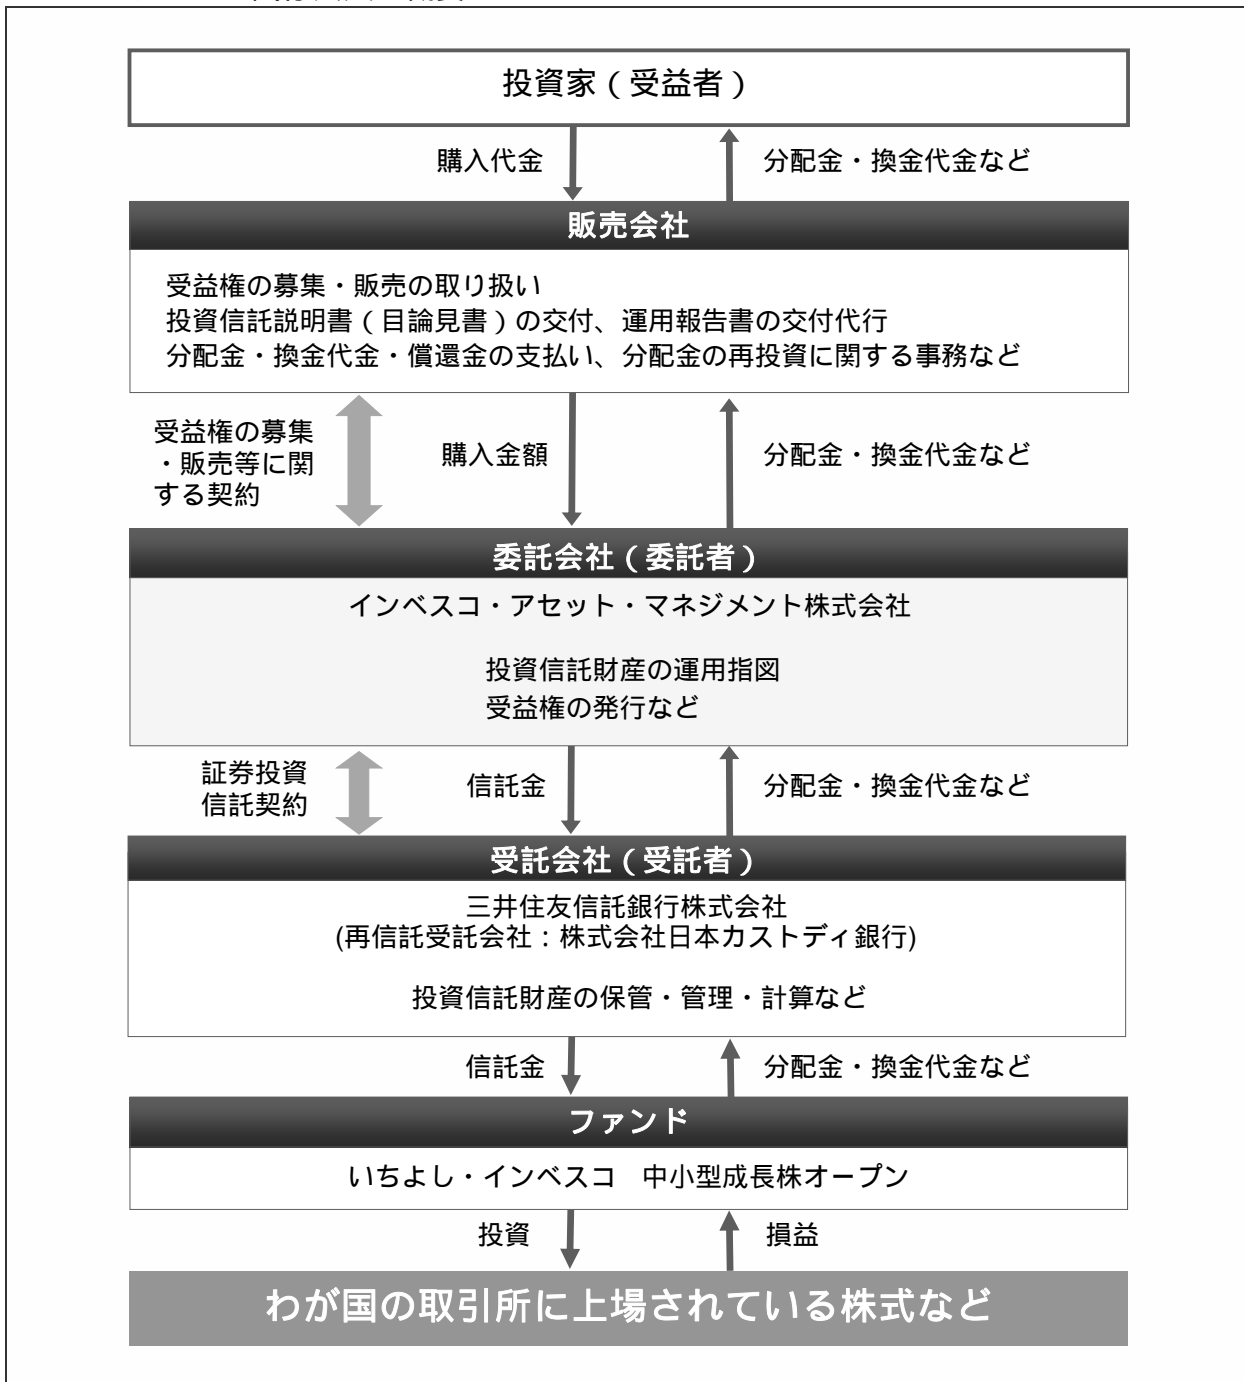 投資家（受益者）
購入代金
分配金・換金代金など
販売会社
受益権の募集・販売の取り扱い
投資信託説明書（目論見書）の交付、運用報告書の交付代行
分配金・換金代金・償還金の支払い、分配金の再投資に関する事務など
受益権の募集
・販売等に関
する契約
購入金額
分配金・換金代金など
委託会社（委託者）
インベスコ・アセット・マネジメント株式会社
投資信託財産の運用指図
受益権の発行など
証券投資
信託契約
信託金
分配金・換金代金など
受託会社（受託者）
三井住友信託銀行株式会社
(再信託受託会社：株式会社日本カストディ銀行)
投資信託財産の保管・管理・計算など
信託金
分配金・換金代金など
ファンド
いちよし・インベスコ　中小型成長株オープン
投資
損益
わが国の取引所に上場されている株式など